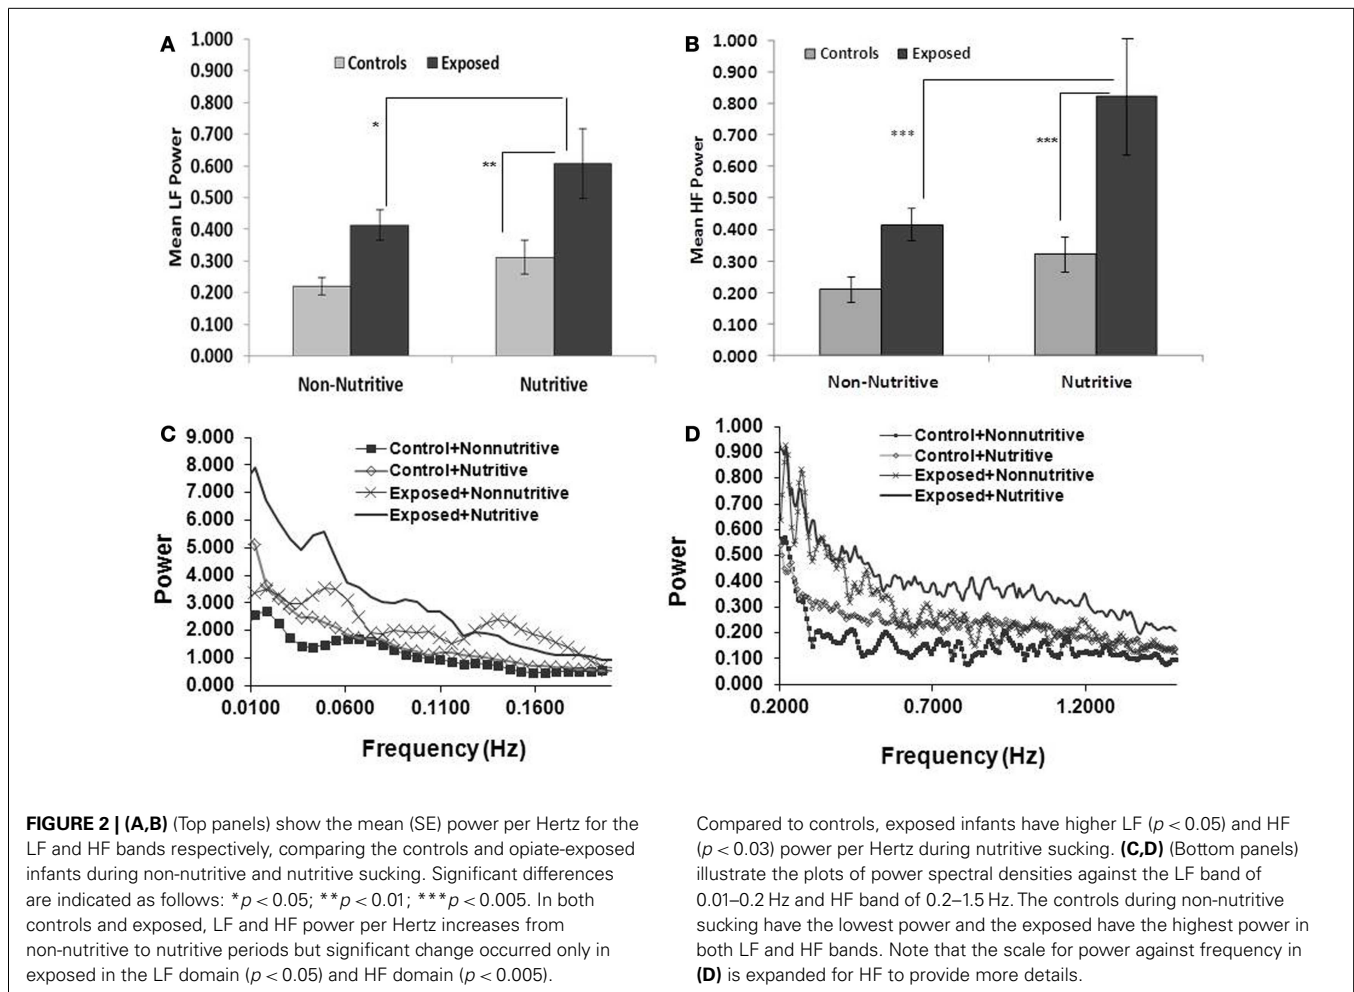 A
1.000
0.900
0.800
0.700
0.600
0.500
0.400
0.300
0.200
0.100
0.000
Mean LF Power
Controls Exposed
*
**
Non-Nutritive Nutritive
B
1.000
0.900
0.800
0.700
0.600
0.500
0.400
0.300
0.200
0.100
0.000
Mean HF Power
Controls Exposed
***
***
Non-Nutritive Nutritive
C
9.000
8.000
7.000
6.000
5.000
4.000
3.000
2.000
1.000
0.000
Power
Control+Nonnutritive
Control+Nutritive
Exposed+Nonnutritive
Exposed+Nutritive
0.0100 0.0600 0.1100 0.1600
Frequency (Hz)
D
1.000
0.900
0.800
0.700
0.600
0.500
0.400
0.300
0.200
0.100
0.000
Power
Control+Nonnutritive
Control+Nutritive
Exposed+Nonnutritive
Exposed+Nutritive
0.2000 0.7000 1.2000
Frequency (Hz)
FIGURE 2 | (A,B) (Top panels) show the mean (SE) power per Hertz for the
LF and HF bands respectively, comparing the controls and opiate-exposed
infants during non-nutritive and nutritive sucking. Significant differences
are indicated as follows: *p < 0.05; **p < 0.01; ***p < 0.005. In both
controls and exposed, LF and HF power per Hertz increases from
non-nutritive to nutritive periods but significant change occurred only in
exposed in the LF domain (p < 0.05) and HF domain (p < 0.005).
Compared to controls, exposed infants have higher LF (p < 0.05) and HF
(p < 0.03) power per Hertz during nutritive sucking. (C,D) (Bottom panels)
illustrate the plots of power spectral densities against the LF band of
0.01–0.2 Hz and HF band of 0.2–1.5 Hz. The controls during non-nutritive
sucking have the lowest power and the exposed have the highest power in
both LF and HF bands. Note that the scale for power against frequency in
(D) is expanded for HF to provide more details.